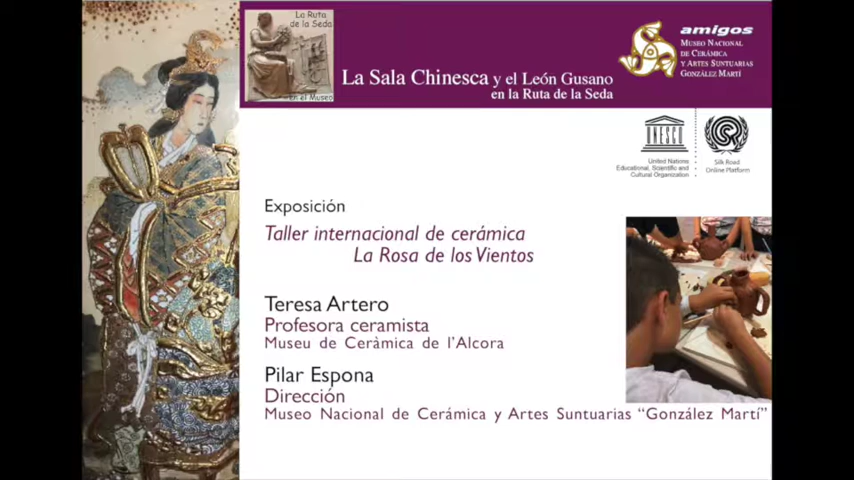 La Ruta
de la Seda
en el Museo
La Sala Chinesca y el León Gusano
en la Ruta de la Seda
amigos
MUSEO NACIONAL
DE CERÁMICA
Y ARTES SUNTUARIAS
GONZÁLEZ MARTÍ
UNESCO
United Nations
Educational, Scientific and
Cultural Organization
Silk Road
Online Platform
Exposición
Taller internacional de cerámica
La Rosa de los Vientos
Teresa Artero
Profesora ceramista
Museu de Ceràmica de l'Alcora
Pilar Espona
Dirección
Museo Nacional de Cerámica y Artes Suntuarias “González Martí”